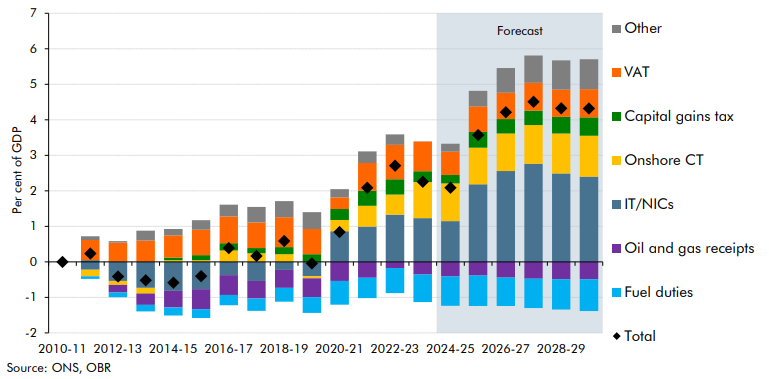 7
6
5
4
3
2
1
0
-1
-2
Per cent of GDP
Forecast
2010-11 2012-13 2014-15 2016-17 2018-19 2020-21 2022-23 2024-25 2026-27 2028-29
Other
VAT
Capital gains tax
Onshore CT
IT/NICs
Oil and gas receipts
Fuel duties
Total
Source: ONS, OBR